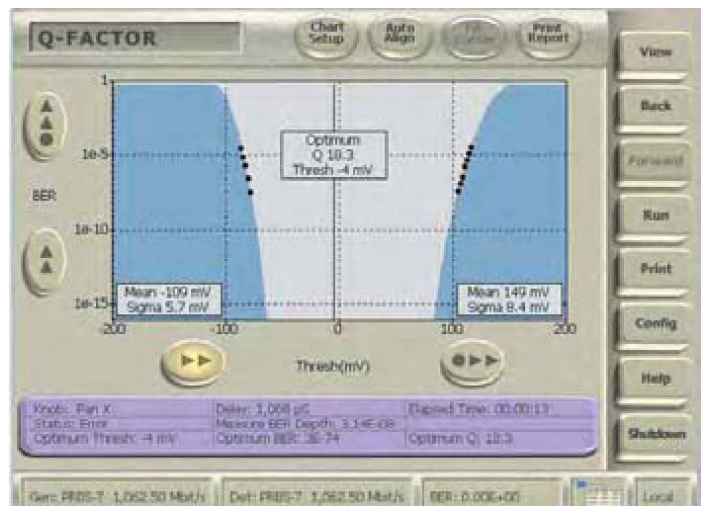 Q-FACTOR
Chart Setup
Auto Align
Print Report
View
Back
Forward
Run
Print
Config
Help
Shutdown
BER
1
1e-5
1e-10
1e-15
Optimum
Q 18.3
Thresh -4 mV
Mean -109 mV
Sigma 5.7 mV
Mean 149 mV
Sigma 8.4 mV
-200 -100 0 100 200
Thresh(mV)
Knob: Pan X Delay: 1,068 pS Elapsed Time: 00:00:13
Status: Error Measure BER Depth: 3.14E-08
Optimum Thresh: -4 mV Optimum BER: 3E-74 Optimum Q: 18.3
Gen: PRBS-7 1,062.50 Mbit/s Det: PRBS-7 1,062.50 Mbit/s BER: 0.00E+00 Local